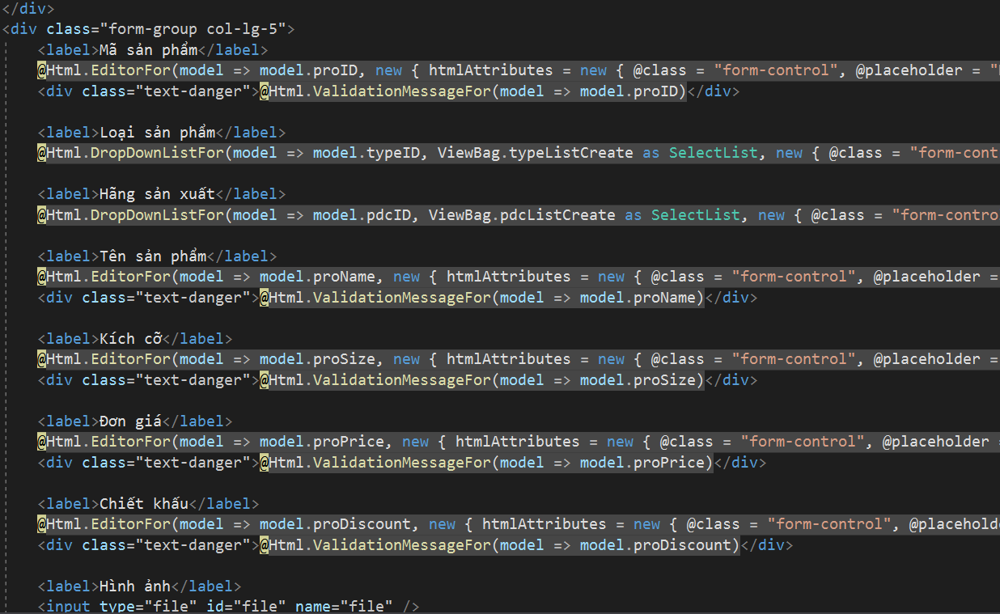 </div>
<div class="form-group col-lg-5">
<label>Mã sản phẩm</label>
@Html.EditorFor(model => model.proID, new { htmlAttributes = new { @class = "form-control", @placeholder = "
<div class="text-danger">@Html.ValidationMessageFor(model => model.proID)</div>
<label>Loại sản phẩm</label>
@Html.DropDownListFor(model => model.typeID, ViewBag.typeListCreate as SelectList, new { @class = "form-cont
<label>Hãng sản xuất</label>
@Html.DropDownListFor(model => model.pdcID, ViewBag.pdcListCreate as SelectList, new { @class = "form-contro
<label>Tên sản phẩm</label>
@Html.EditorFor(model => model.proName, new { htmlAttributes = new { @class = "form-control", @placeholder =
<div class="text-danger">@Html.ValidationMessageFor(model => model.proName)</div>
<label>Kích cỡ</label>
@Html.EditorFor(model => model.proSize, new { htmlAttributes = new { @class = "form-control", @placeholder =
<div class="text-danger">@Html.ValidationMessageFor(model => model.proSize)</div>
<label>Đơn giá</label>
@Html.EditorFor(model => model.proPrice, new { htmlAttributes = new { @class = "form-control", @placeholder =
<div class="text-danger">@Html.ValidationMessageFor(model => model.proPrice)</div>
<label>Chiết khấu</label>
@Html.EditorFor(model => model.proDiscount, new { htmlAttributes = new { @class = "form-control", @placehold
<div class="text-danger">@Html.ValidationMessageFor(model => model.proDiscount)</div>
<label>Hình ảnh</label>
<input type="file" id="file" name="file" />